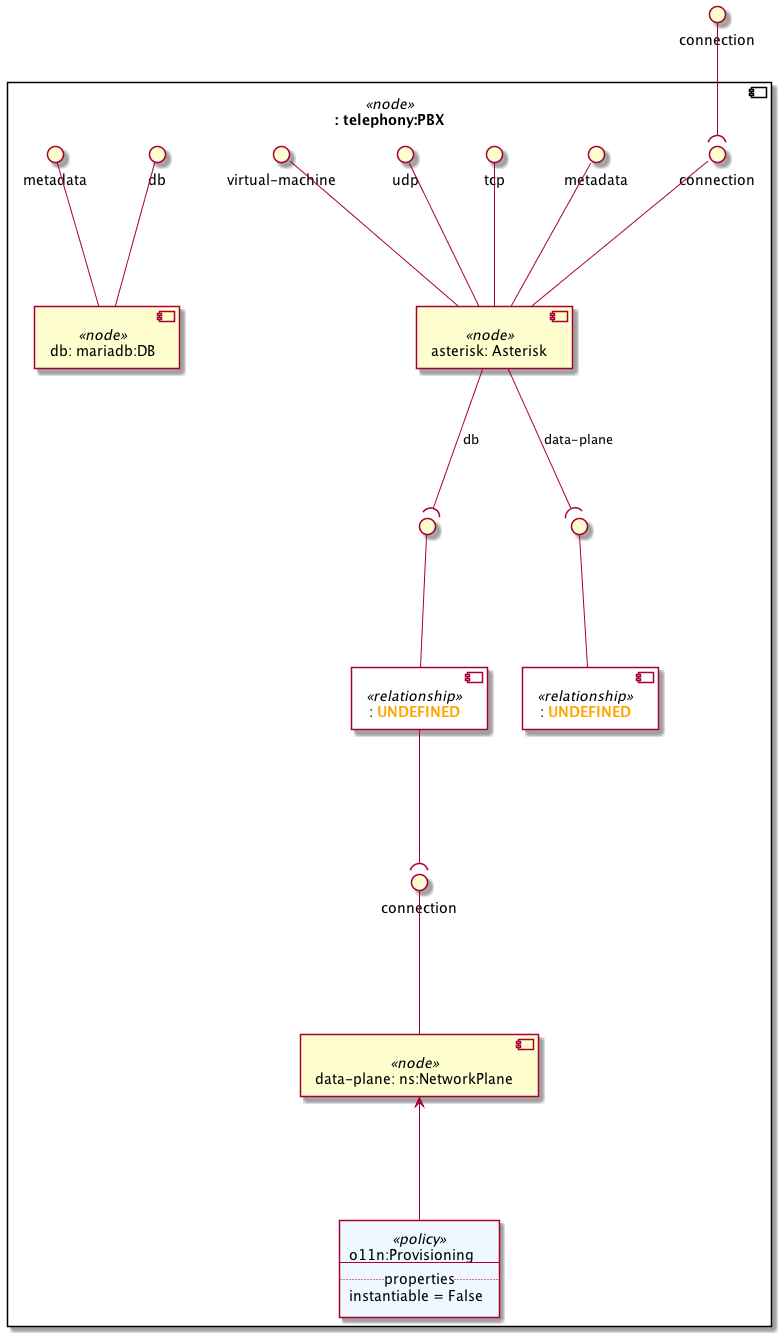 connection
«node»
: telephony:PBX
metadata
db
virtual-machine
udp
tcp
metadata
connection
«node»
db: mariadb:DB
«node»
asterisk: Asterisk
db
data-plane
«relationship»
: UNDEFINED
«relationship»
: UNDEFINED
connection
«node»
data-plane: ns:NetworkPlane
«policy»
o11n:Provisioning
properties
instantiable = False